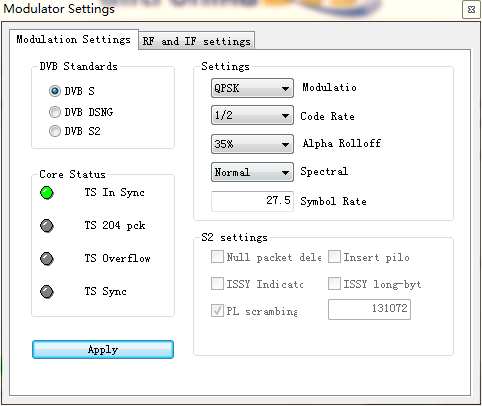 Modulator Settings
Modulation Settings
RF and IF settings
DVB Standards
DVB S
DVB DSNG
DVB S2
Core Status
TS In Sync
TS 204 pck
TS Overflow
TS Sync
Apply
Settings
QPSK Modulatio
1/2 Code Rate
35% Alpha Rolloff
Normal Spectral
27.5 Symbol Rate
S2 settings
Null packet dele Insert pilo
ISSY Indicato ISSY long-byt
PL scrambing 131072